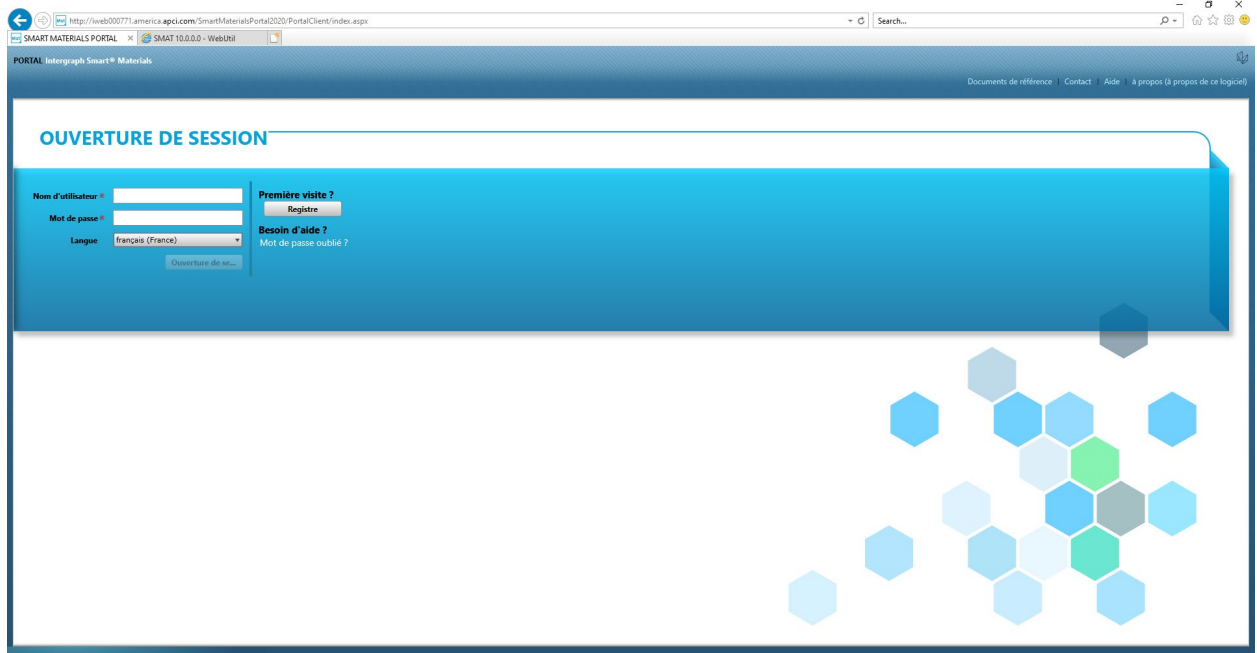 http://iweb000771.america.apci.com/SmartMaterialsPortal2020/PortalClient/index.aspx
Search...
SMART MATERIALS PORTAL
SMAT 10.0.0.0 - WebUtil
PORTAL Intergraph Smart® Materials
Documents de référence | Contact | Aide | à propos (à propos de ce logiciel)
OUVERTURE DE SESSION
Nom d'utilisateur *
Première visite ?
Registre
Mot de passe *
Besoin d'aide ?
Langue français (France)
Mot de passe oublié ?
Ouverture de se...